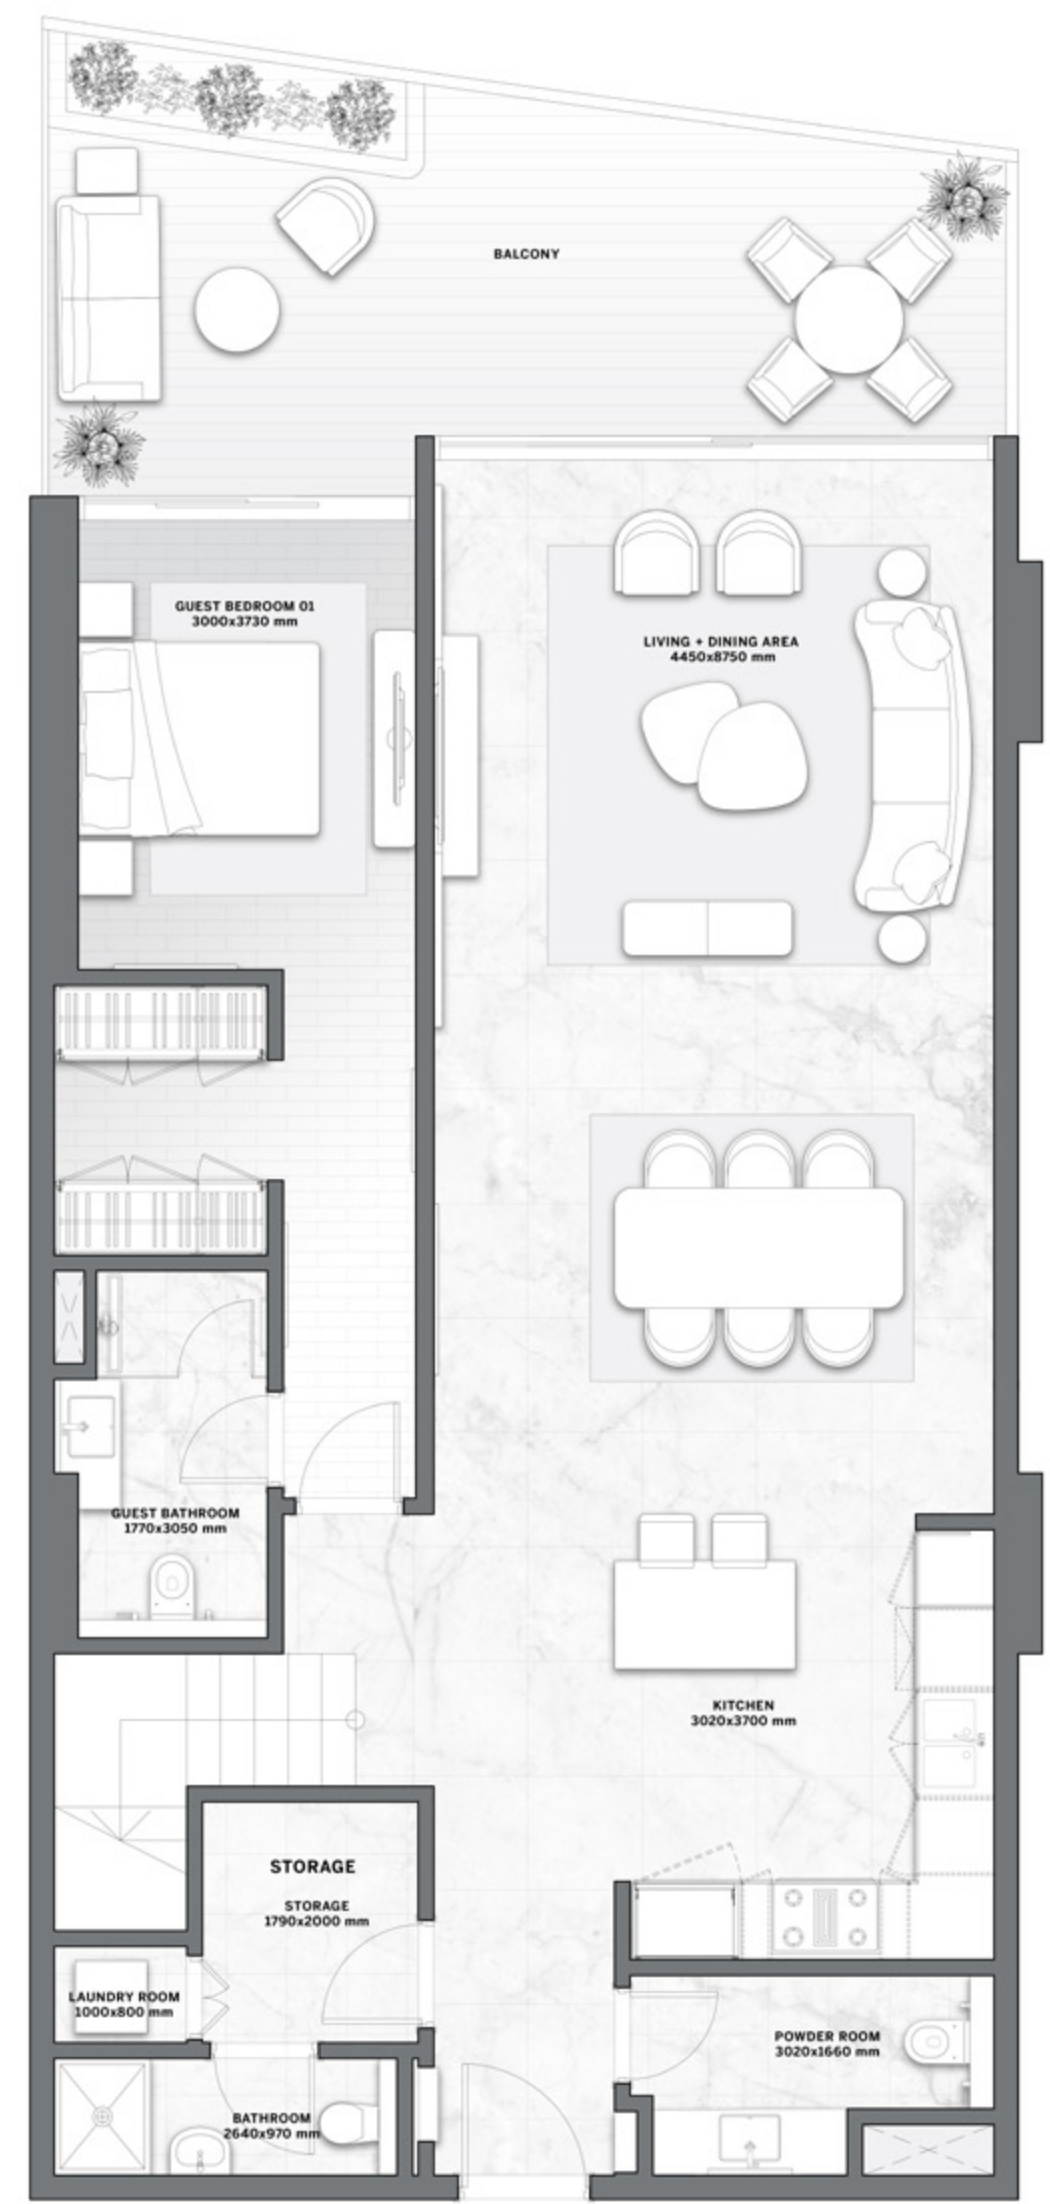 BALCONY
GUEST BEDROOM 01
3000x3730 mm
LIVING + DINING AREA
4450x8750 mm
GUEST BATHROOM
1770x3050 mm
KITCHEN
3020x3700 mm
STORAGE
STORAGE
1790x2000 mm
LAUNDRY ROOM
1000x800 mm
POWDER ROOM
3020x1660 mm
BATHROOM
2640x970 mm